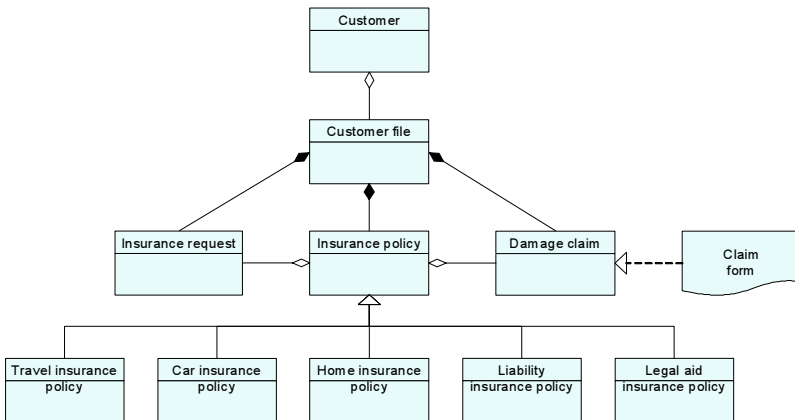 Customer
Customer file
Insurance request
Insurance policy
Damage claim
Claim
form
Travel insurance
policy
Car insurance
policy
Home insurance
policy
Liability
insurance policy
Legal aid
insurance policy